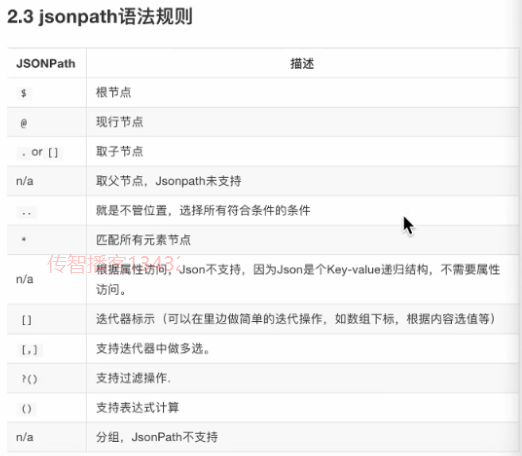 2.3 jsonpath语法规则
JSONPath 描述
$ 根节点
@ 现行节点
. or [] 取子节点
n/a 取父节点，Jsonpath未支持
.. 就是不管位置，选择所有符合条件的条件
* 匹配所有元素节点
n/a 根据属性访问，Json不支持，因为Json是个Key-value递归结构，不需要属性
访问。
[] 迭代器标示（可以在里边做简单的迭代操作，如数组下标，根据内容选值等）
[,] 支持迭代器中做多选。
?() 支持过滤操作.
() 支持表达式计算
n/a 分组，JsonPath不支持
传智播客1343